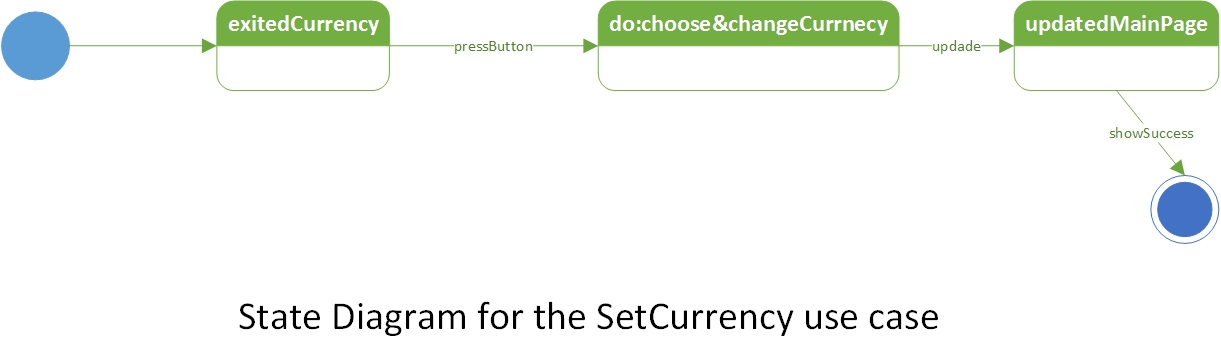 exitedCurrency
pressButton
do:choose&changeCurrnecy
updade
updatedMainPage
showSuccess
State Diagram for the SetCurrency use case